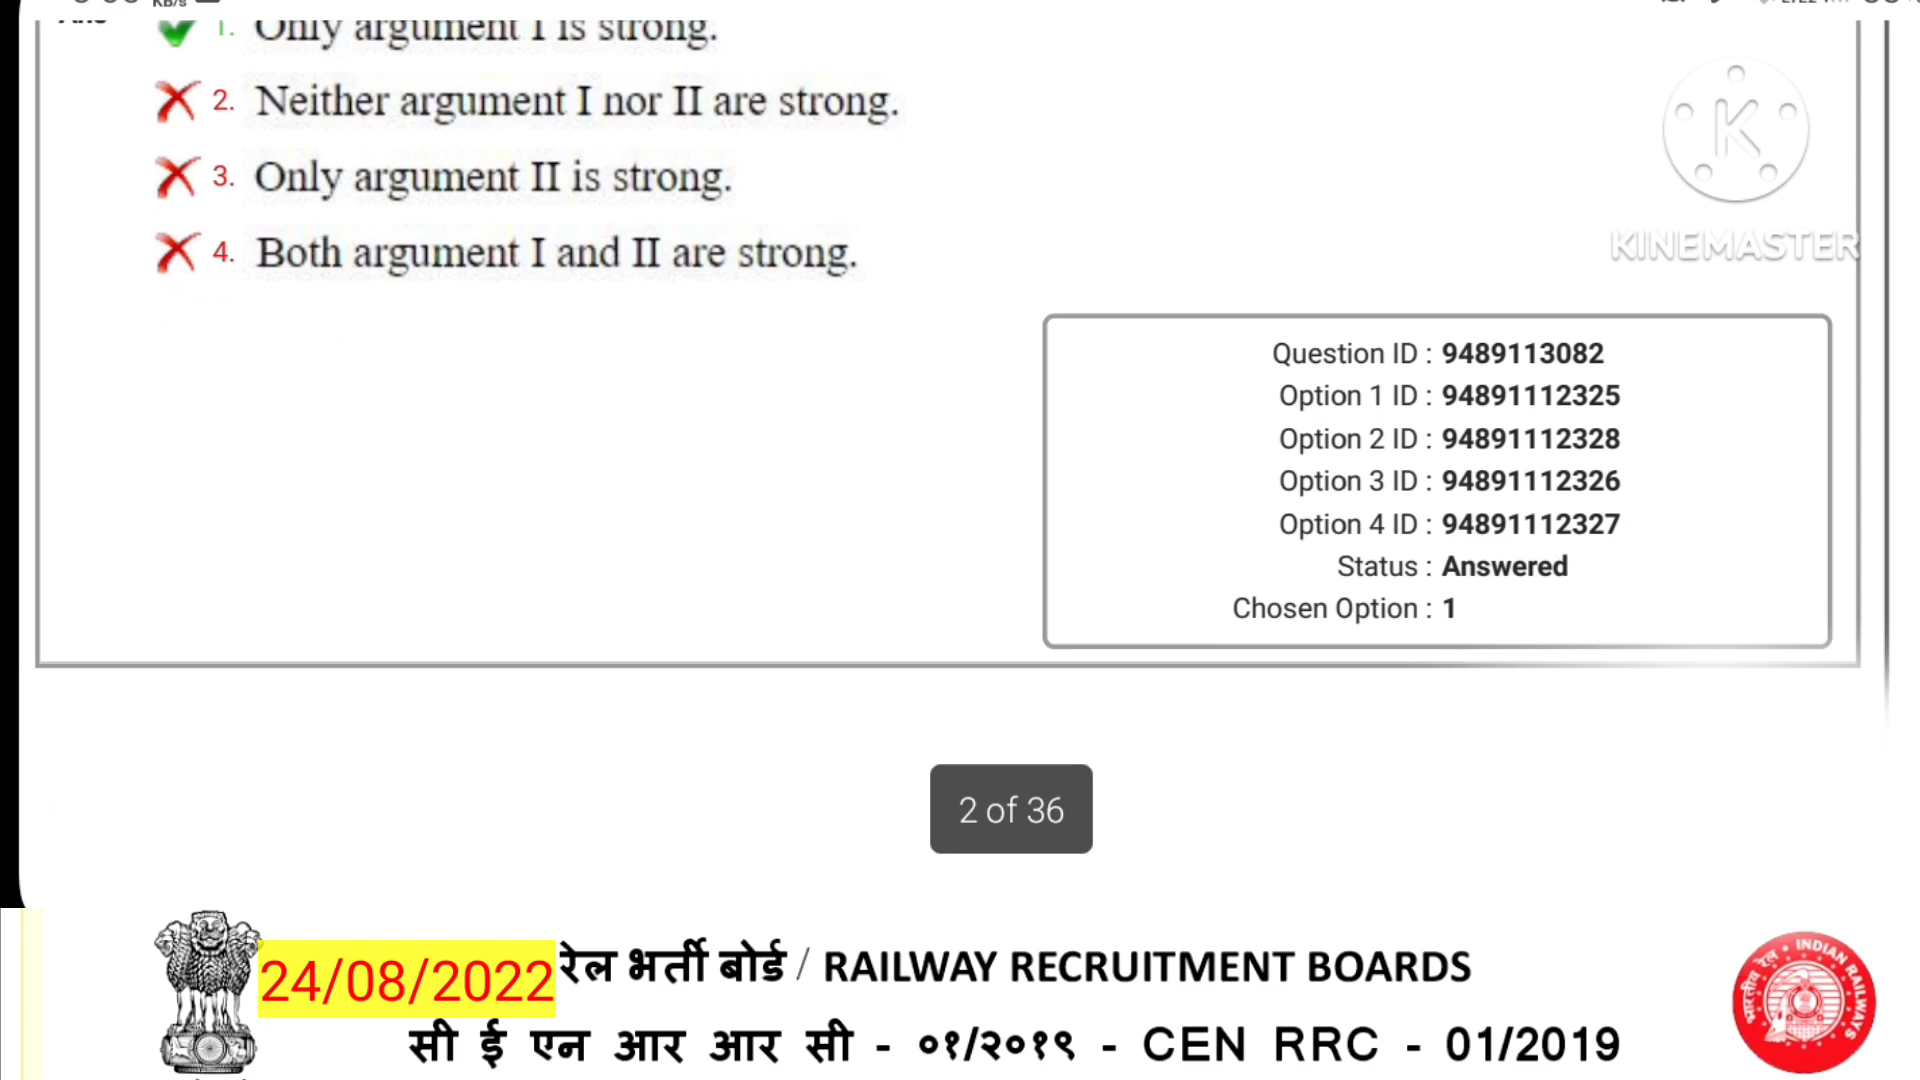 KB/s
Ans
1. Only argument I is strong.
2. Neither argument I nor II are strong.
3. Only argument II is strong.
4. Both argument I and II are strong.
KINEMASTER
Question ID : 9489113082
Option 1 ID : 94891112325
Option 2 ID : 94891112328
Option 3 ID : 94891112326
Option 4 ID : 94891112327
Status : Answered
Chosen Option : 1
2 of 36
24/08/2022 रेल भर्ती बोर्ड / RAILWAY RECRUITMENT BOARDS
सी ई एन आर आर सी - ०१/२०१९ - CEN RRC - 01/2019
भारतीय रेल • INDIAN RAILWAYS